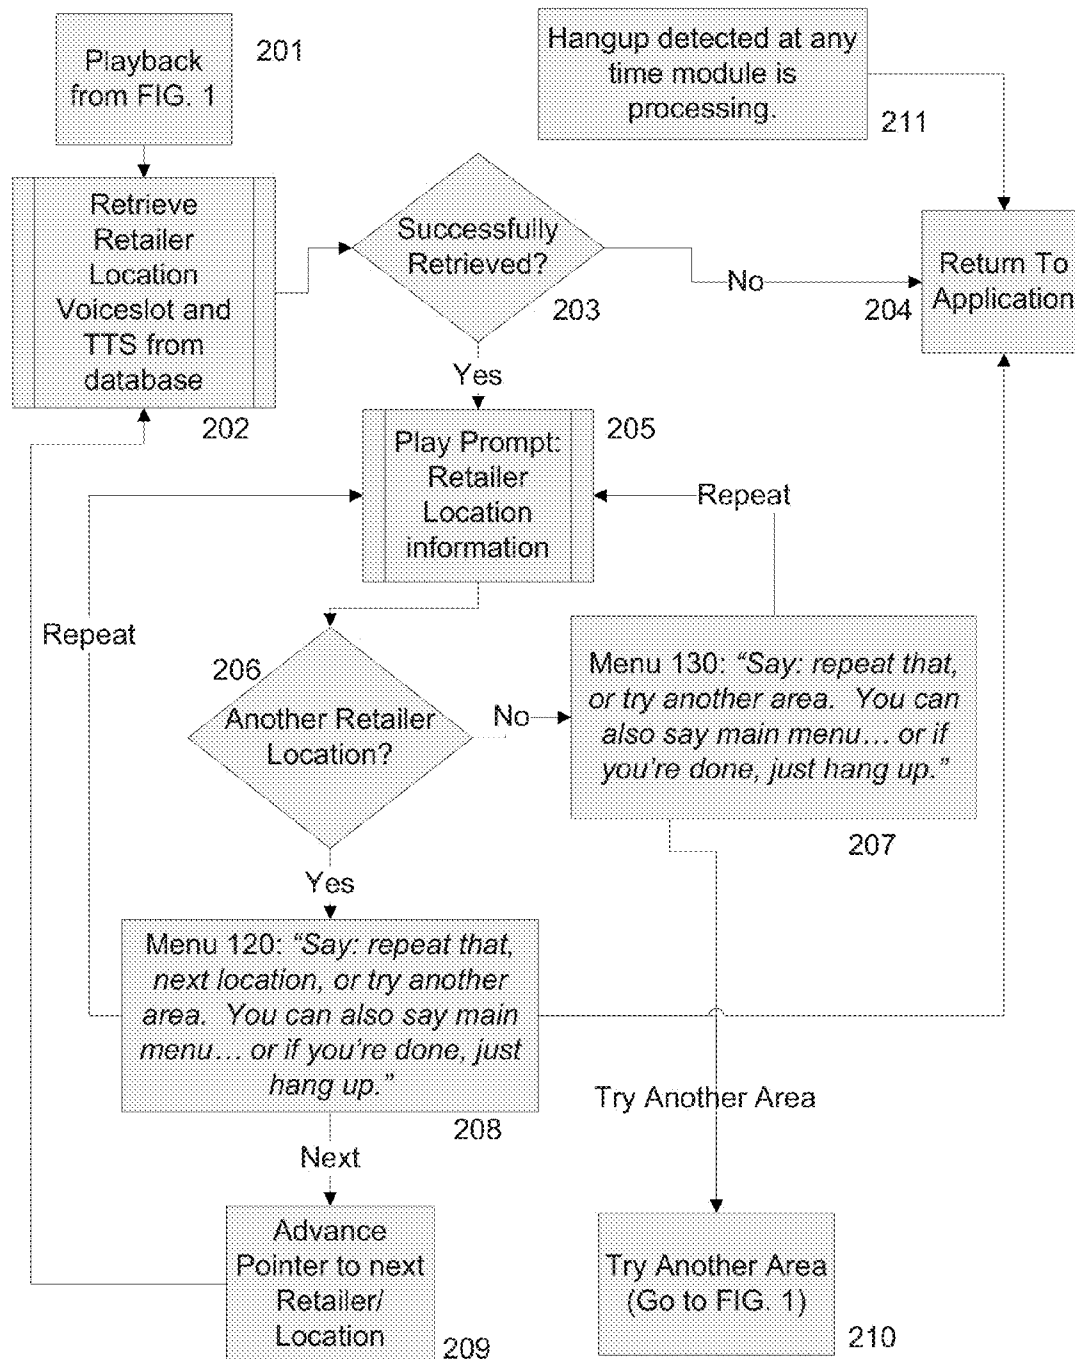 Playback
from FIG. 1
201
Hangup detected at any
time module is
processing.
211
Retrieve
Retailer
Location
Voiceslot and
TTS from
database
202
Successfully
Retrieved?
203
No
Return To
Application
204
Yes
Play Prompt:
Retailer
Location
information
205
Repeat
Repeat
206
Another Retailer
Location?
No
Menu 130: “Say: repeat that,
or try another area. You can
also say main menu… or if
you're done, just hang up.”
207
Yes
Menu 120: “Say: repeat that,
next location, or try another
area. You can also say main
menu… or if you're done, just
hang up.”
208
Try Another Area
Next
Advance
Pointer to next
Retailer/
Location
209
Try Another Area
(Go to FIG. 1)
210